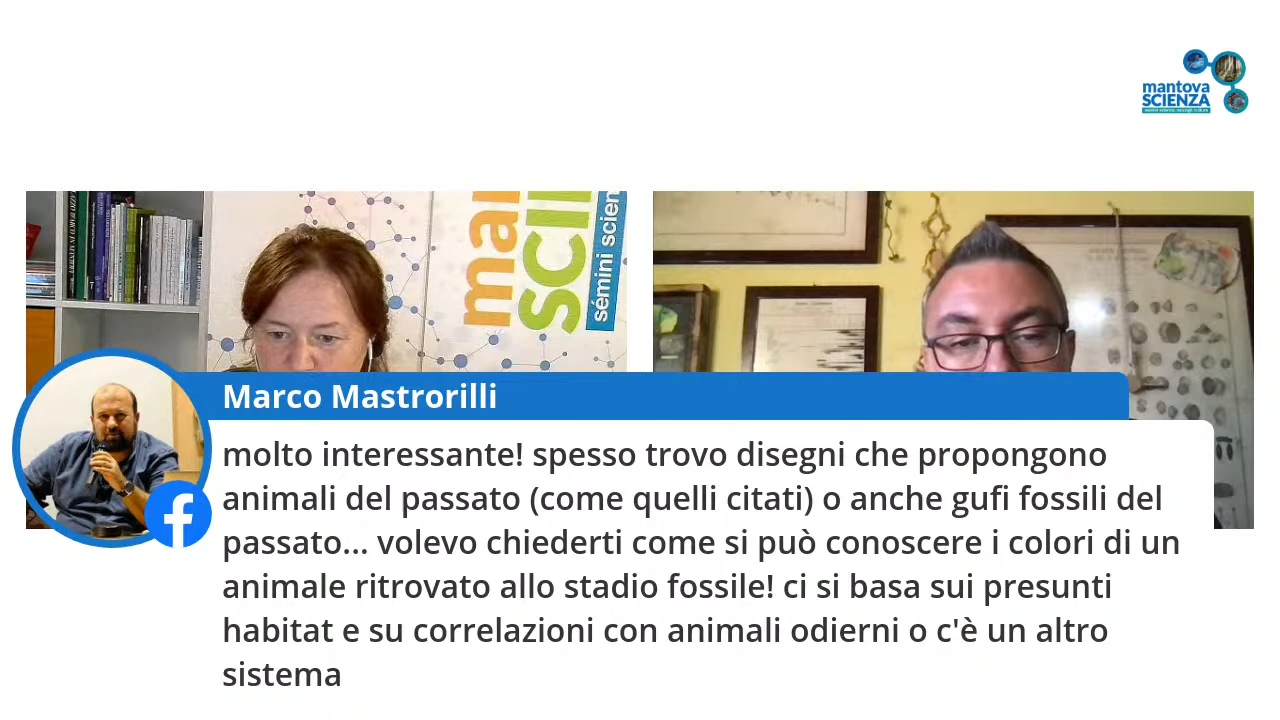 mantova
SCIENZA
sémini scien
Marco Mastrorilli
molto interessante! spesso trovo disegni che propongono
animali del passato (come quelli citati) o anche gufi fossili del
passato... volevo chiederti come si può conoscere i colori di un
animale ritrovato allo stadio fossile! ci si basa sui presunti
habitat e su correlazioni con animali odierni o c'è un altro
sistema